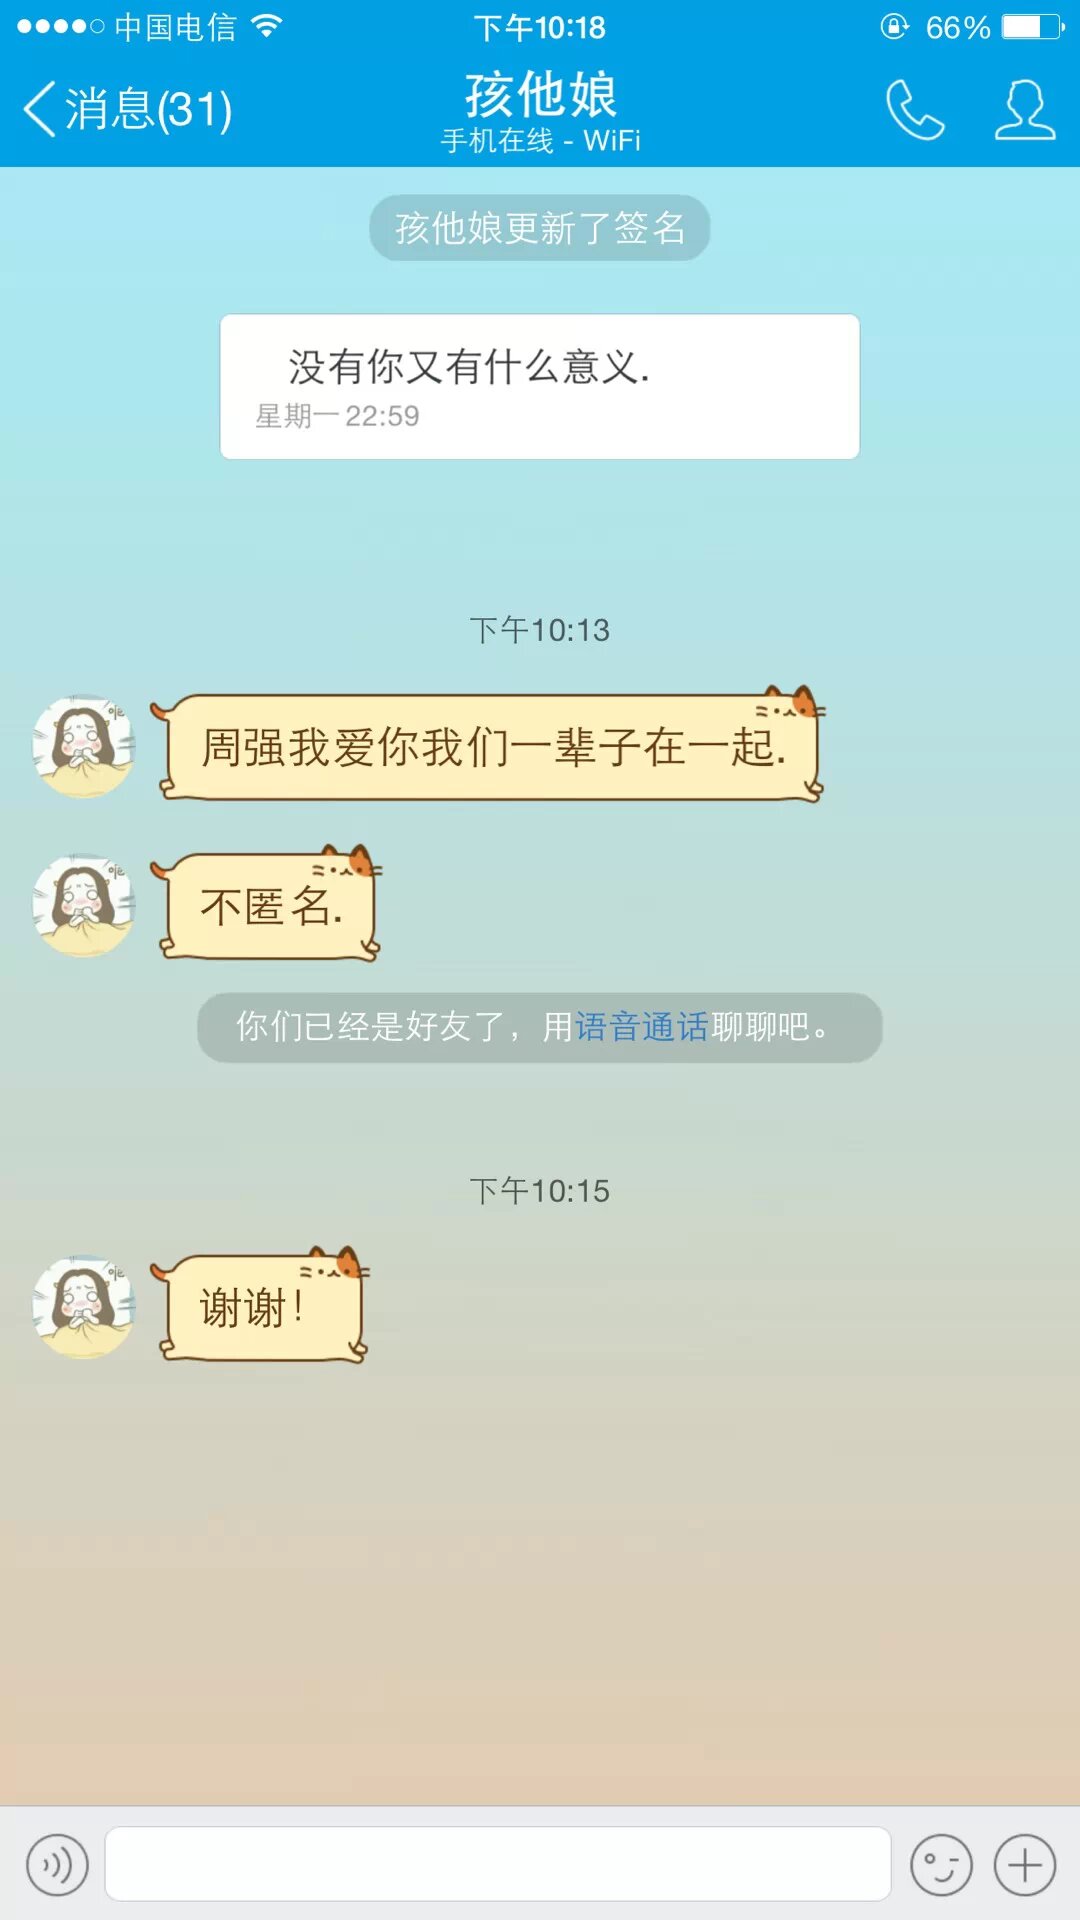 中国电信
下午10:18
66%
消息(31)
孩他娘
手机在线 - WiFi
孩他娘更新了签名
没有你又有什么意义.
星期一 22:59
下午10:13
周强我爱你我们一辈子在一起.
不匿名.
你们已经是好友了，用语音通话聊聊吧。
下午10:15
谢谢！